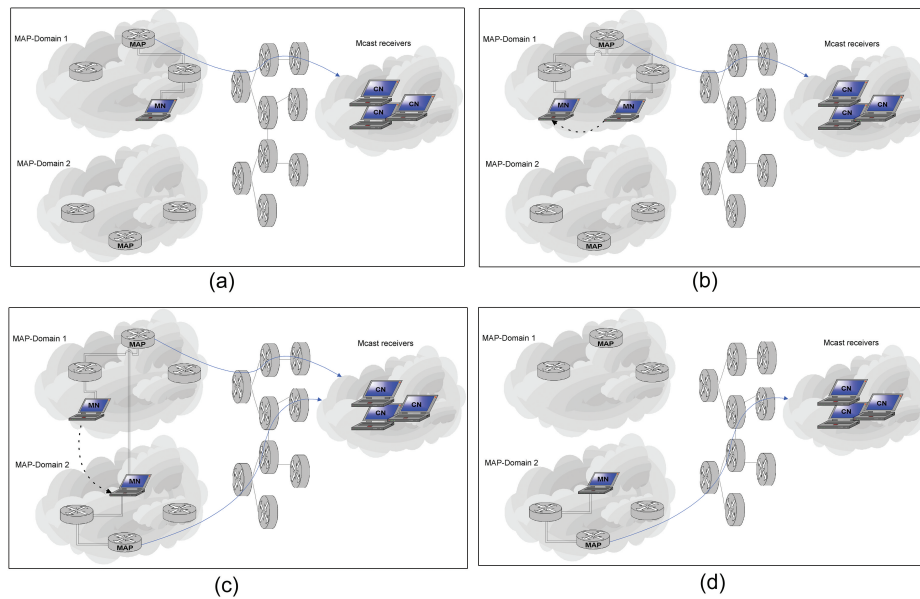 MAP-Domain 1
MAP
Mcast receivers
CN
CN
CN
MN
MAP-Domain 2
MAP
(a)
MAP-Domain 1
MAP
Mcast receivers
CN
CN
CN
MN
MN
MAP-Domain 2
MAP
(b)
MAP-Domain 1
MAP
Mcast receivers
CN
CN
CN
MN
MAP-Domain 2
MN
MAP
(c)
MAP-Domain 1
MAP
Mcast receivers
CN
CN
CN
MAP-Domain 2
MN
MAP
(d)